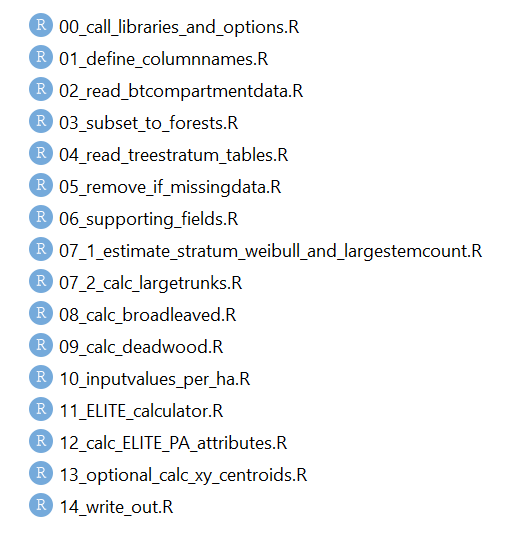 R 00_call_libraries_and_options.R
R 01_define_columnnames.R
R 02_read_btcompartmentdata.R
R 03_subset_to_forests.R
R 04_read_treestratum_tables.R
R 05_remove_if_missingdata.R
R 06_supporting_fields.R
R 07_1_estimate_stratum_weibull_and_largestemcount.R
R 07_2_calc_largetrunks.R
R 08_calc_broadleaved.R
R 09_calc_deadwood.R
R 10_inputvalues_per_ha.R
R 11_ELITE_calculator.R
R 12_calc_ELITE_PA_attributes.R
R 13_optional_calc_xy_centroids.R
R 14_write_out.R